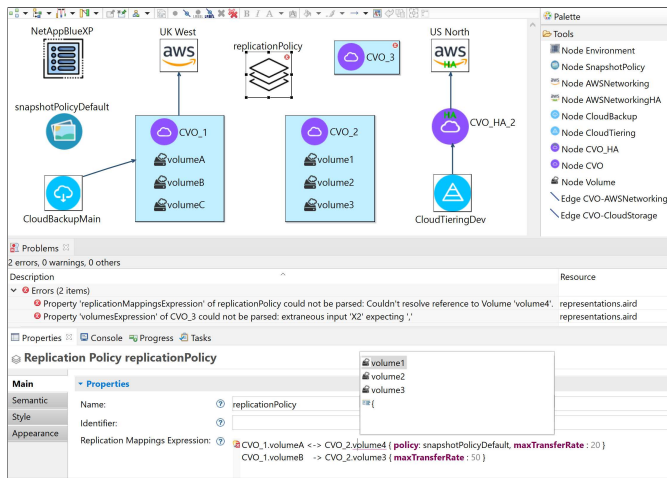 B I A
Palette
Tools
Node Environment
Node SnapshotPolicy
Node AWSNetworking
Node AWSNetworkingHA
Node CloudBackup
Node CloudTiering
Node CVO_HA
Node CVO
Node Volume
Edge CVO-AWSNetworking
Edge CVO-CloudStorage
NetAppBlueXP
UK West
aws
replicationPolicy
CVO_3
US North
aws
HA
snapshotPolicyDefault
CVO_1
volumeA
volumeB
volumeC
CVO_2
volume1
volume2
volume3
HA
CVO_HA_2
CloudBackupMain
CloudTieringDev
Problems
2 errors, 0 warnings, 0 others
Description
Resource
Errors (2 items)
Property 'replicationMappingsExpression' of replicationPolicy could not be parsed: Couldn't resolve reference to Volume 'volume4'. representations.aird
Property 'volumesExpression' of CVO_3 could not be parsed: extraneous input 'X2' expecting ',' representations.aird
Properties Console Progress Tasks
Replication Policy replicationPolicy
Main
Semantic
Style
Appearance
Properties
Name: replicationPolicy
Identifier:
Replication Mappings Expression:
volume1
volume2
volume3
{
CVO_1.volumeA <-> CVO_2.volume4 { policy: snapshotPolicyDefault, maxTransferRate : 20 }
CVO_1.volumeB -> CVO_2.volume3 { maxTransferRate : 50 }